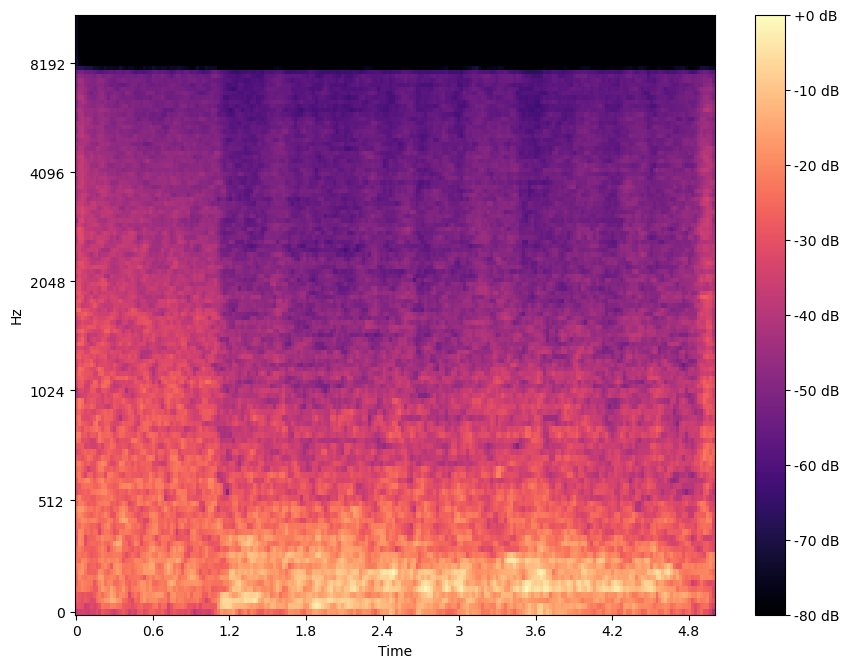 +0 dB
8192
-10 dB
4096
-20 dB
-30 dB
2048
Hz
-40 dB
1024
-50 dB
512
-60 dB
-70 dB
0
-80 dB
0 0.6 1.2 1.8 2.4 3 3.6 4.2 4.8
Time